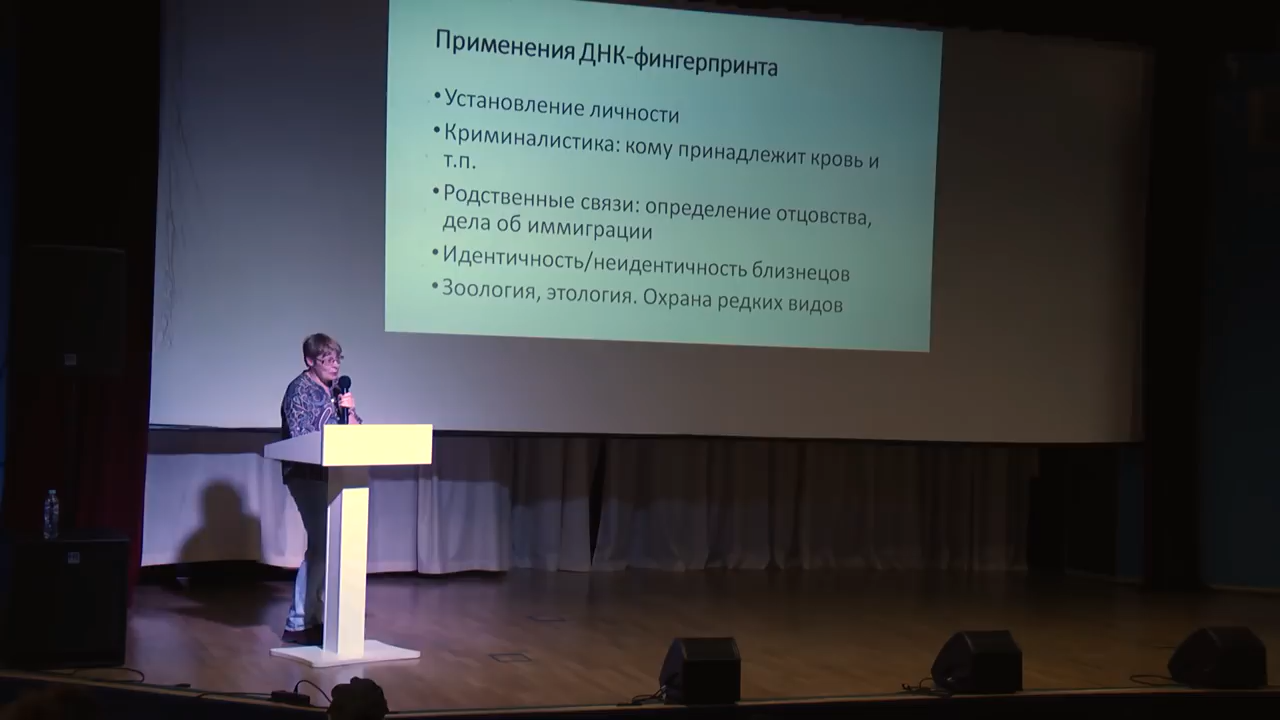 Применения ДНК-фингерпринта
•Установление личности
•Криминалистика: кому принадлежит кровь и
т.п.
•Родственные связи: определение отцовства,
дела об иммиграции
•Идентичность/неидентичность близнецов
•Зоология, этология. Охрана редких видов